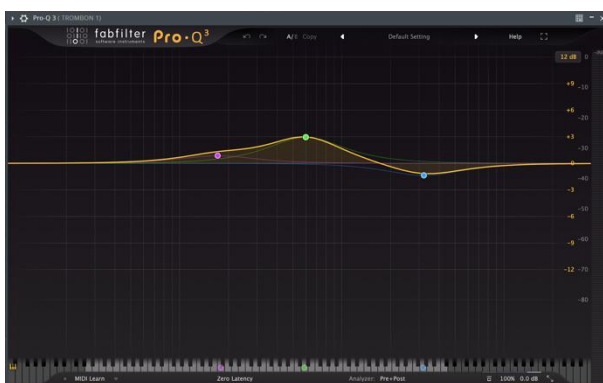 Pro-Q 3 (TROMBON 1)
fabfilter Pro·Q3
software instruments
A/B Copy Default Setting Help
12 dB 0
+9 -10
+6 -20
+3 -30
0 -40
-3
-6 -50
-9 -60
-12 -70
-80
MIDI Learn Zero Latency Analyzer: Pre+Post 100% 0.0 dB